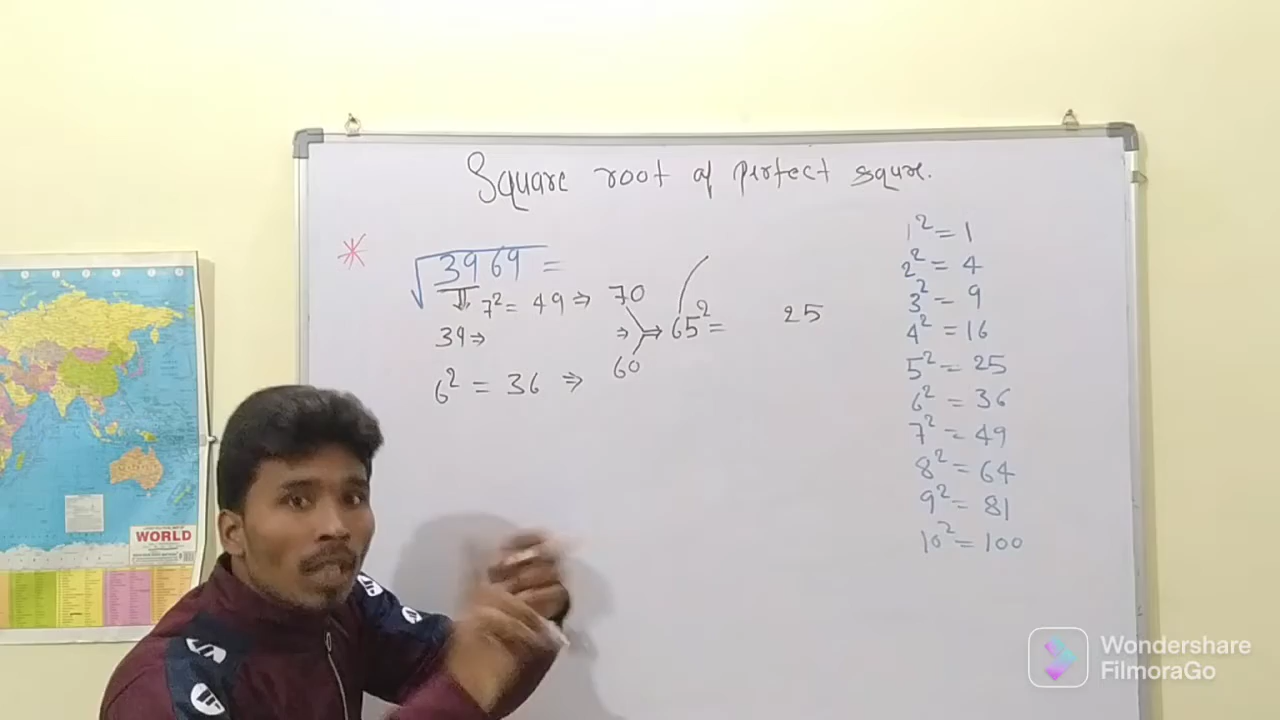 Square root of perfect squre.
*
√3969 =
7² = 49 ⇒ 70
39 ⇒
⇒ 65² = 25
60
6² = 36 ⇒
1² = 1
2² = 4
3² = 9
4² = 16
5² = 25
6² = 36
7² = 49
8² = 64
9² = 81
10² = 100
WORLD
Wondershare
FilmoraGo